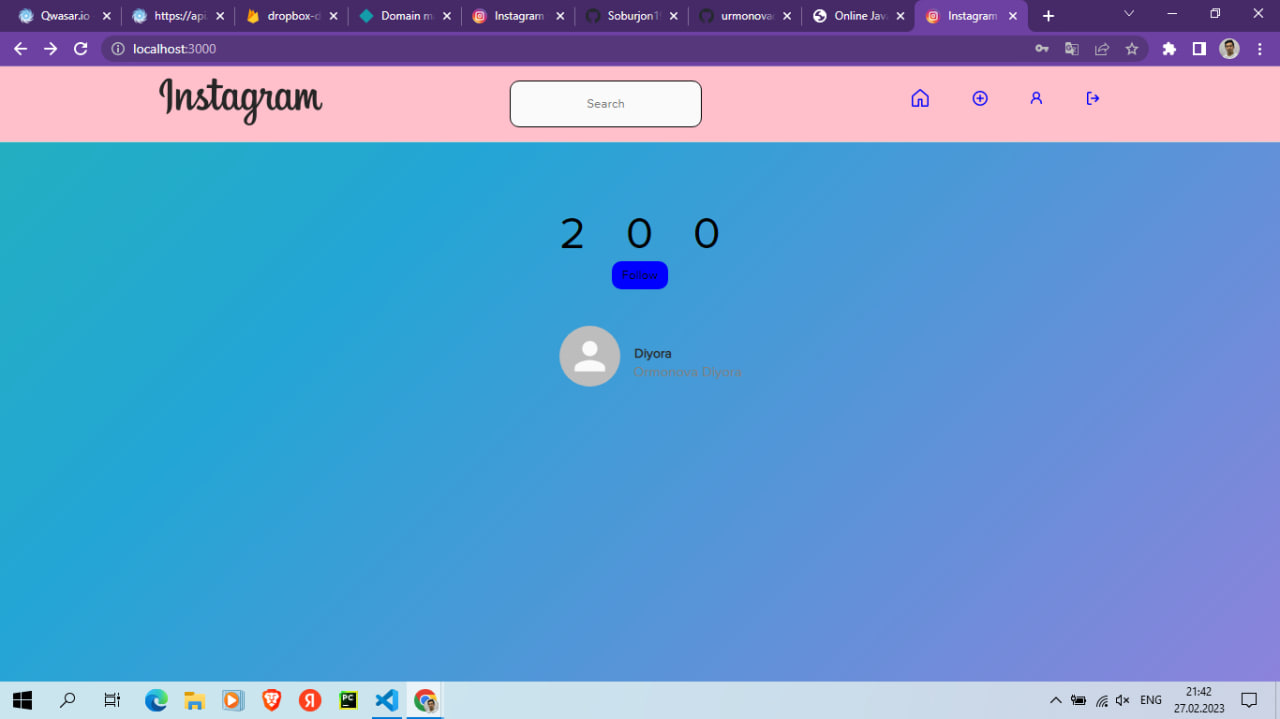 Qwasar.io
https://api.
dropbox-d
Domain m
Instagram
Soburjon1
urmonova
Online Jav
Instagram
localhost:3000
Instagram
Search
2 0 0
Follow
Diyora
Ormonova Diyora
ENG
21:42
27.02.2023